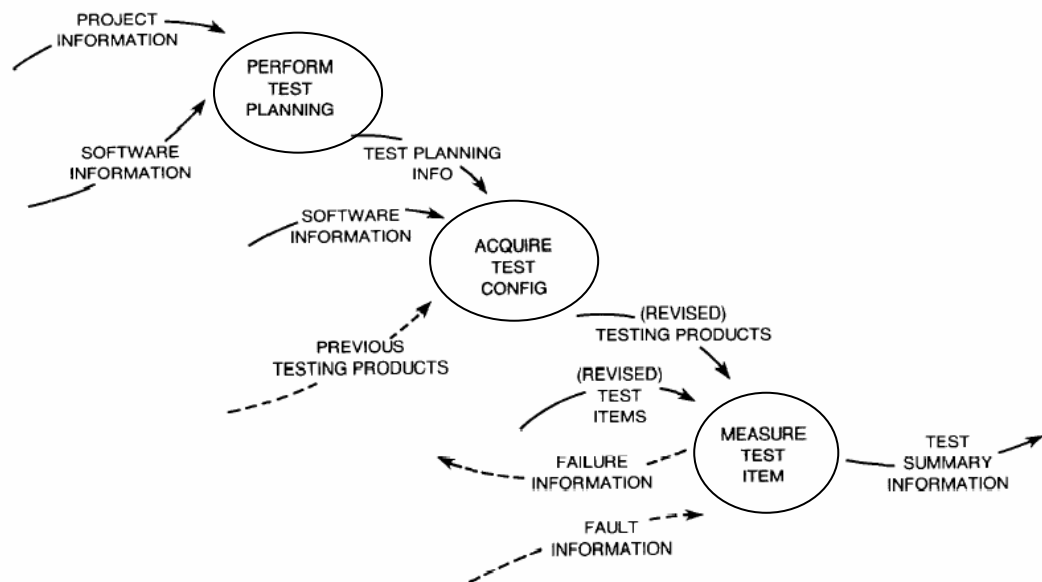 PROJECT
INFORMATION
PERFORM
TEST
PLANNING
SOFTWARE
INFORMATION
TEST PLANNING
INFO
SOFTWARE
INFORMATION
ACQUIRE
TEST
CONFIG
PREVIOUS
TESTING PRODUCTS
(REVISED)
TESTING PRODUCTS
(REVISED)
TEST
ITEMS
MEASURE
TEST
ITEM
FAILURE
INFORMATION
TEST
SUMMARY
INFORMATION
FAULT
INFORMATION